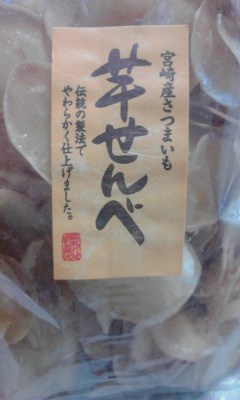 宮崎産さつまいも
芋せんべ
伝統の製法で
やわらかく仕上げました。